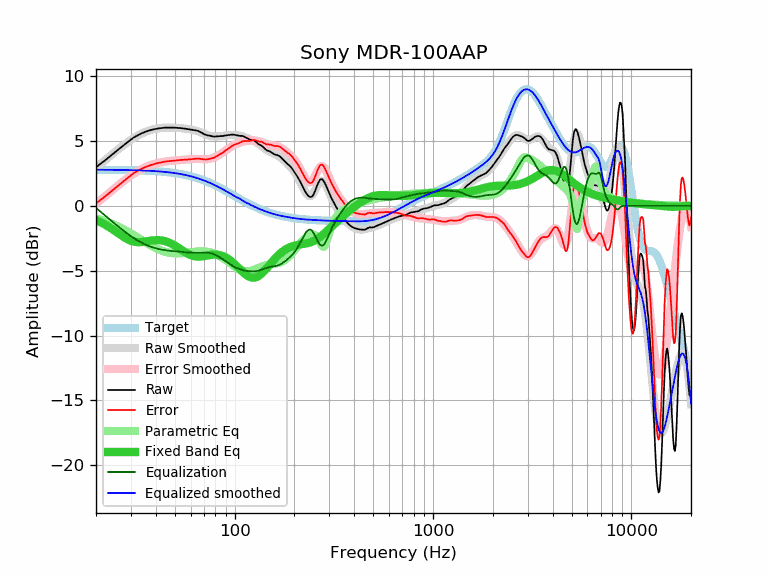 Sony MDR-100AAP
10
5
0
−5
−10
−15
−20
Amplitude (dBr)
Target
Raw Smoothed
Error Smoothed
Raw
Error
Parametric Eq
Fixed Band Eq
Equalization
Equalized smoothed
100 1000 10000
Frequency (Hz)